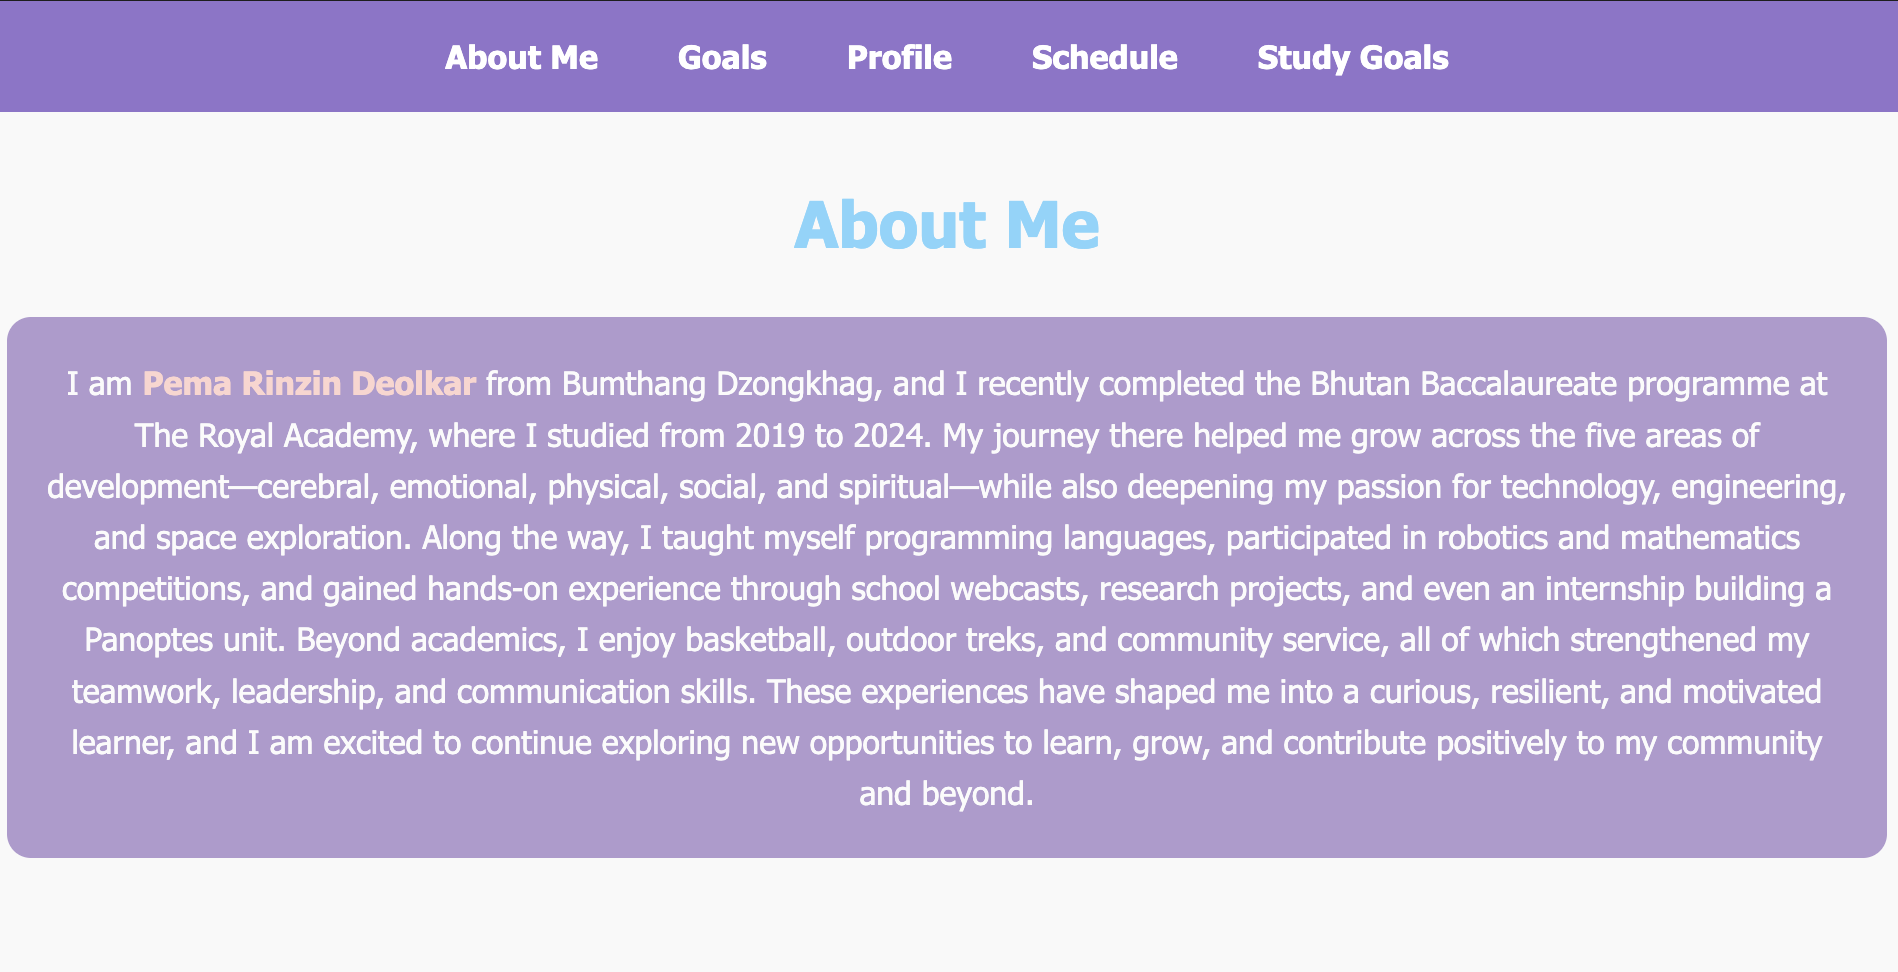 About Me Goals Profile Schedule Study Goals
About Me
I am Pema Rinzin Deolkar from Bumthang Dzongkhag, and I recently completed the Bhutan Baccalaureate programme at
The Royal Academy, where I studied from 2019 to 2024. My journey there helped me grow across the five areas of
development—cerebral, emotional, physical, social, and spiritual—while also deepening my passion for technology, engineering,
and space exploration. Along the way, I taught myself programming languages, participated in robotics and mathematics
competitions, and gained hands-on experience through school webcasts, research projects, and even an internship building a
Panoptes unit. Beyond academics, I enjoy basketball, outdoor treks, and community service, all of which strengthened my
teamwork, leadership, and communication skills. These experiences have shaped me into a curious, resilient, and motivated
learner, and I am excited to continue exploring new opportunities to learn, grow, and contribute positively to my community
and beyond.